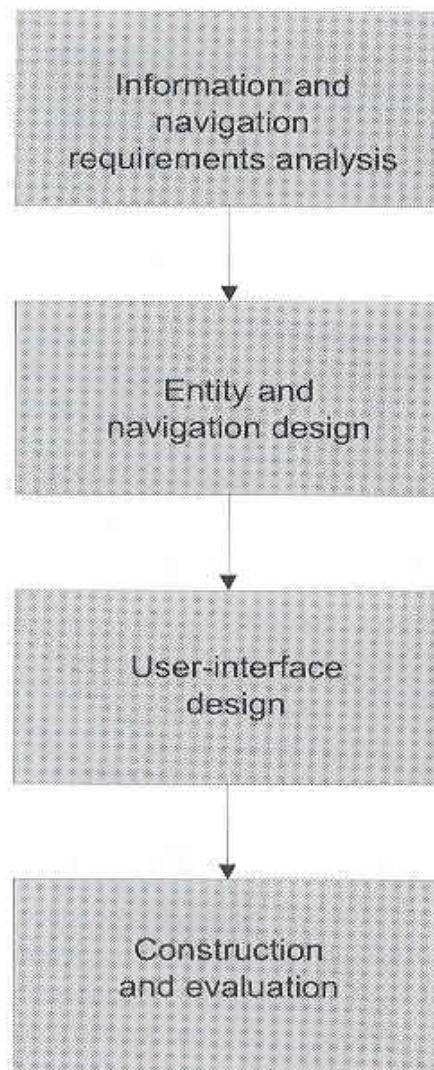 Information and
navigation
requirements analysis
Entity and
navigation design
User-interface
design
Construction
and evaluation